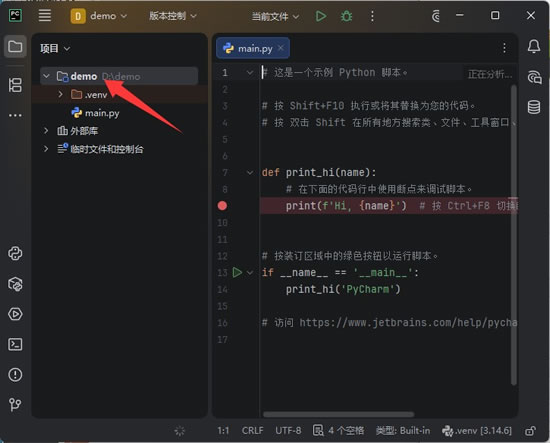 PC
D demo
版本控制
当前文件
项目
main.py
demo D:\demo
.venv
main.py
外部库
临时文件和控制台
正在分析...
1 # 这是一个示例 Python 脚本。
2
3 # 按 Shift+F10 执行或将其替换为您的代码。
4 # 按 双击 Shift 在所有地方搜索类、文件、工具窗口、
5
6
7 def print_hi(name):
8 # 在下面的代码行中使用断点来调试脚本。
print(f'Hi, {name}') # 按 Ctrl+F8 切换
10
11
12 # 按装订区域中的绿色按钮以运行脚本。
13 if __name__ == '__main__':
14 print_hi('PyCharm')
15
16 # 访问 https://www.jetbrains.com/help/pycha
17
1:1 CRLF UTF-8 4 个空格 类型: Built-in .venv [3.14.6]